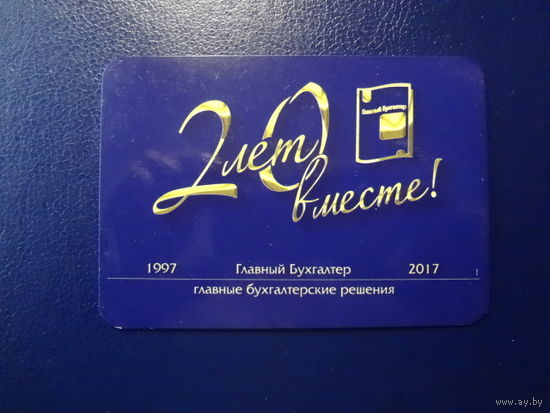 20 лет
вместе!
Главный Бухгалтер
1997 Главный Бухгалтер 2017
главные бухгалтерские решения
www.ay.by